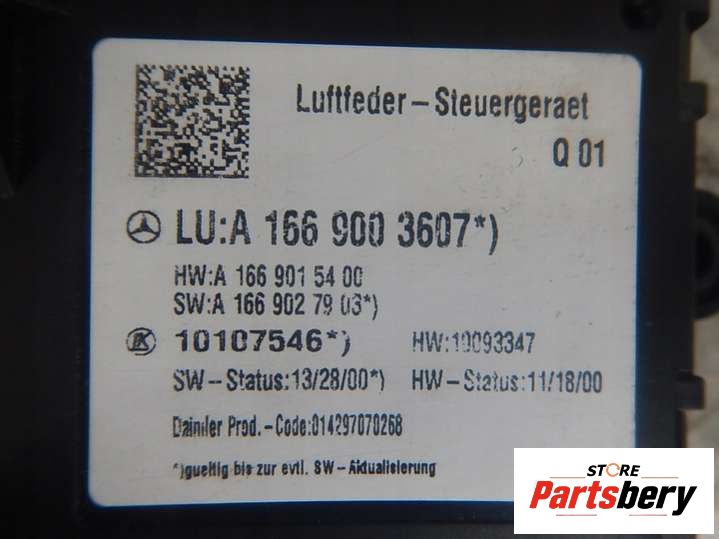 Luftfeder-Steuergeraet
Q 01
LU:A 166 900 3607*)
HW:A 166 901 54 00
SW:A 166 902 79 03*)
10107546*) HW:10093347
SW-Status:13/28/00*) HW-Status:11/18/00
Daimler Prod.-Code:014297070268
*)gueltig bis zur evtl. SW-Aktualisierung
STORE
Partsbery